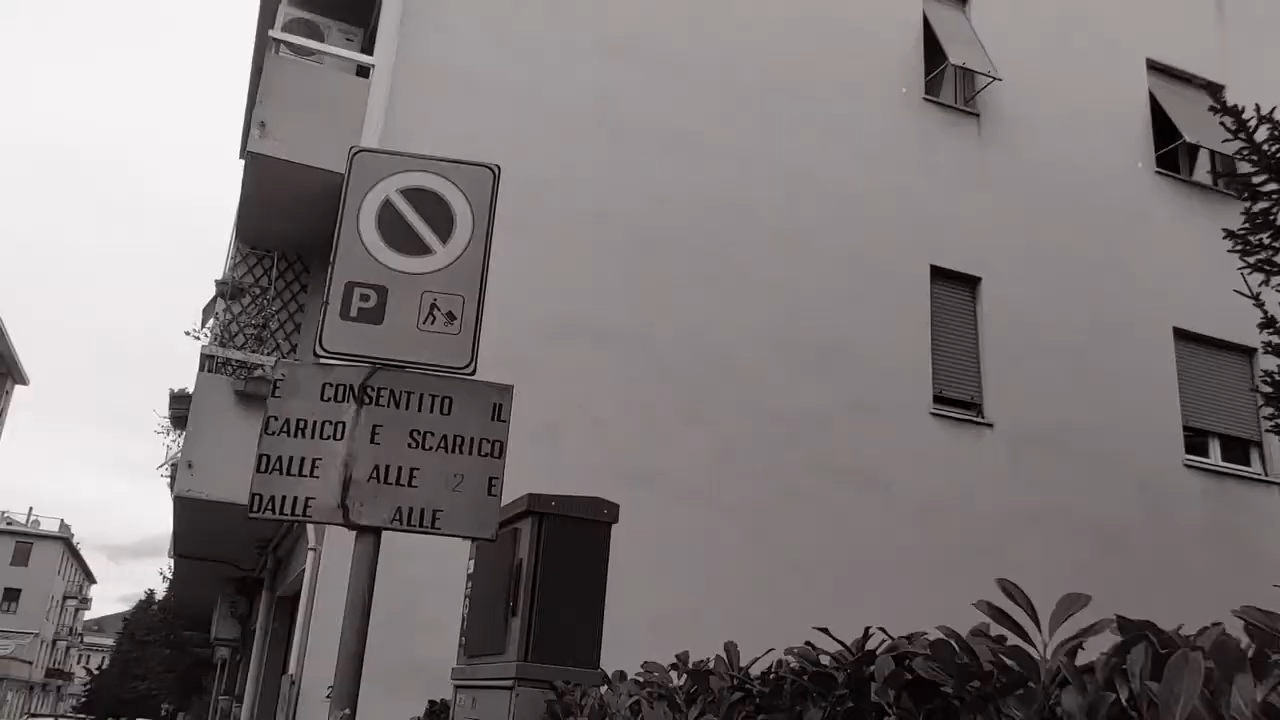 P
È CONSENTITO IL
CARICO E SCARICO
DALLE ALLE 2 E
DALLE ALLE